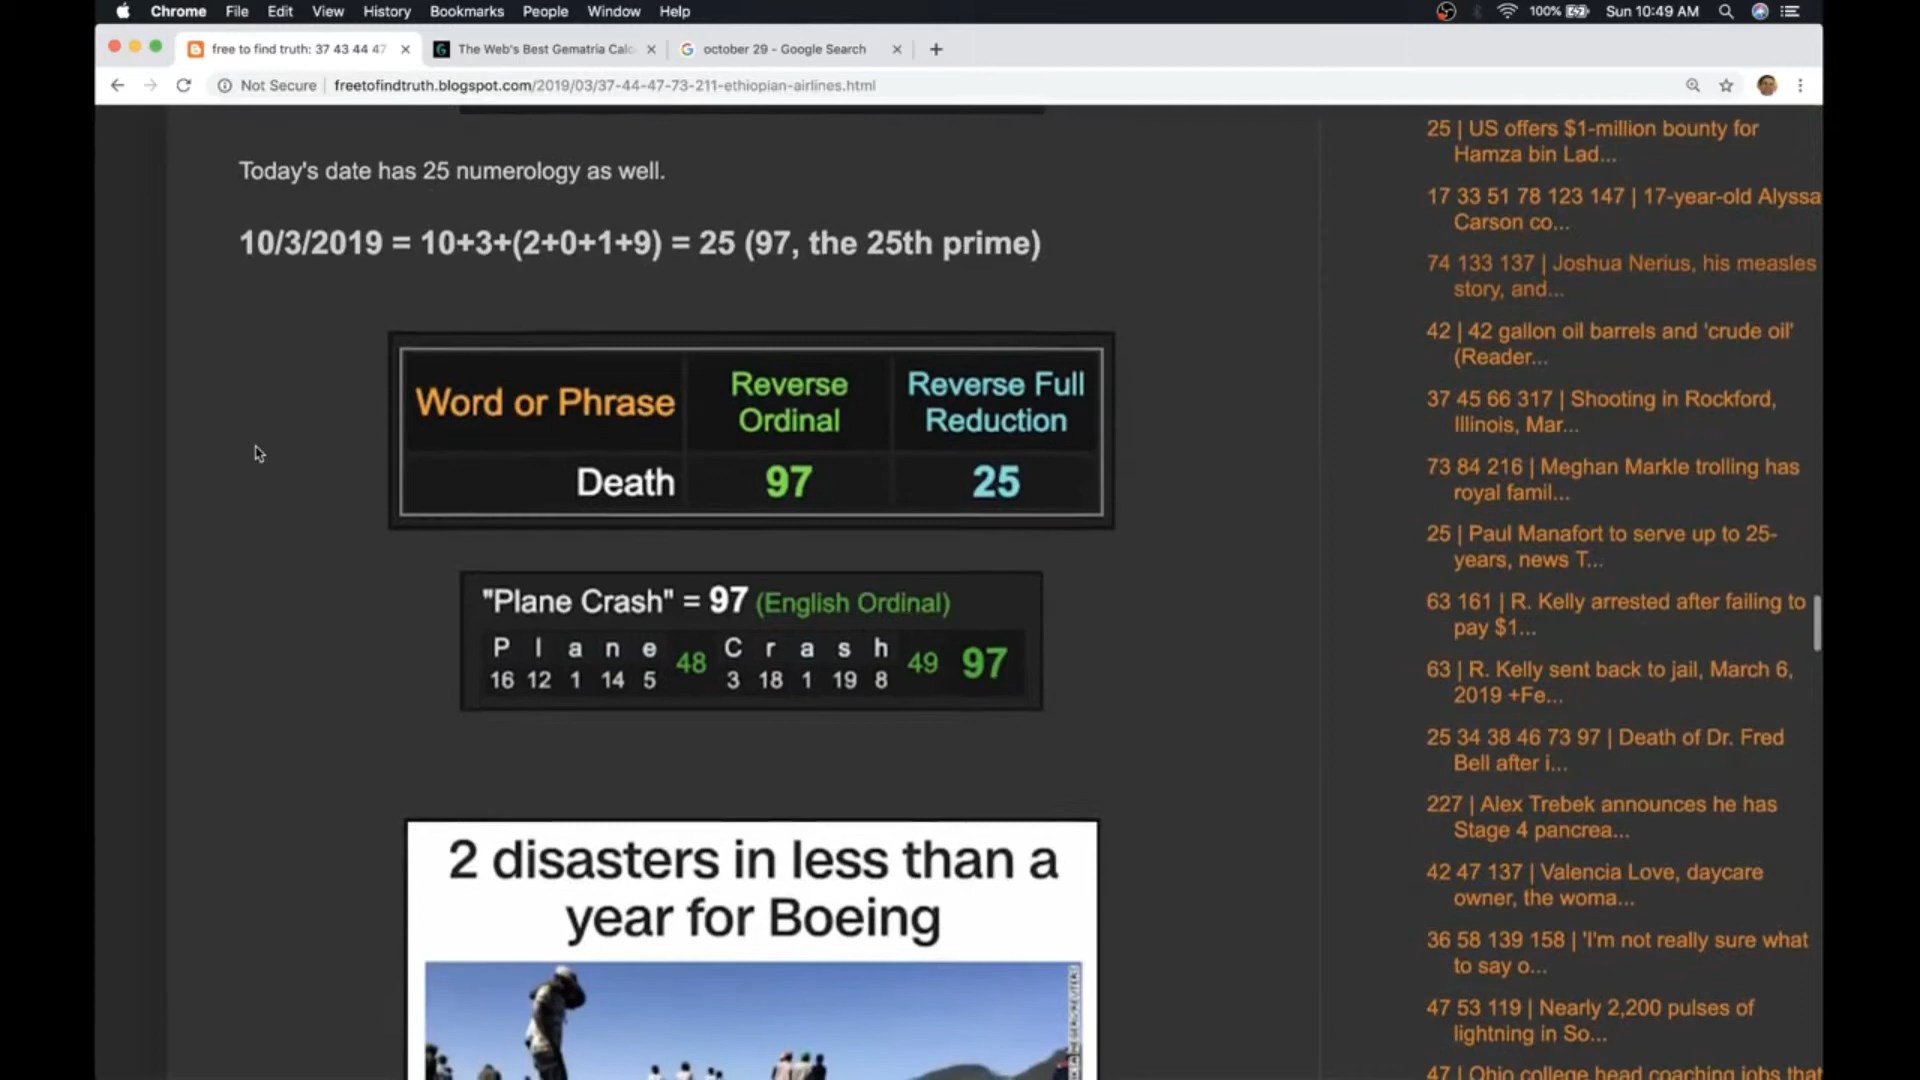 Chrome File Edit View History Bookmarks People Window Help 100% Sun 10:49 AM
free to find truth: 37 43 44 47 The Web's Best Gematria Calc october 29 - Google Search
Not Secure | freetofindtruth.blogspot.com/2019/03/37-44-47-73-211-ethiopian-airlines.html
Today's date has 25 numerology as well.
10/3/2019 = 10+3+(2+0+1+9) = 25 (97, the 25th prime)
Word or Phrase Reverse Ordinal Reverse Full Reduction
Death 97 25
"Plane Crash" = 97 (English Ordinal)
P l a n e 48 C r a s h 49 97
16 12 1 14 5 3 18 1 19 8
2 disasters in less than a
year for Boeing
25 | US offers $1-million bounty for
Hamza bin Lad...
17 33 51 78 123 147 | 17-year-old Alyssa
Carson co...
74 133 137 | Joshua Nerius, his measles
story, and...
42 | 42 gallon oil barrels and 'crude oil'
(Reader...
37 45 66 317 | Shooting in Rockford,
Illinois, Mar...
73 84 216 | Meghan Markle trolling has
royal famil...
25 | Paul Manafort to serve up to 25-
years, news T...
63 161 | R. Kelly arrested after failing to
pay $1...
63 | R. Kelly sent back to jail, March 6,
2019 +Fe...
25 34 38 46 73 97 | Death of Dr. Fred
Bell after i...
227 | Alex Trebek announces he has
Stage 4 pancrea...
42 47 137 | Valencia Love, daycare
owner, the woma...
36 58 139 158 | 'I'm not really sure what
to say o...
47 53 119 | Nearly 2,200 pulses of
lightning in So...
47 | Ohio college head coaching jobs that